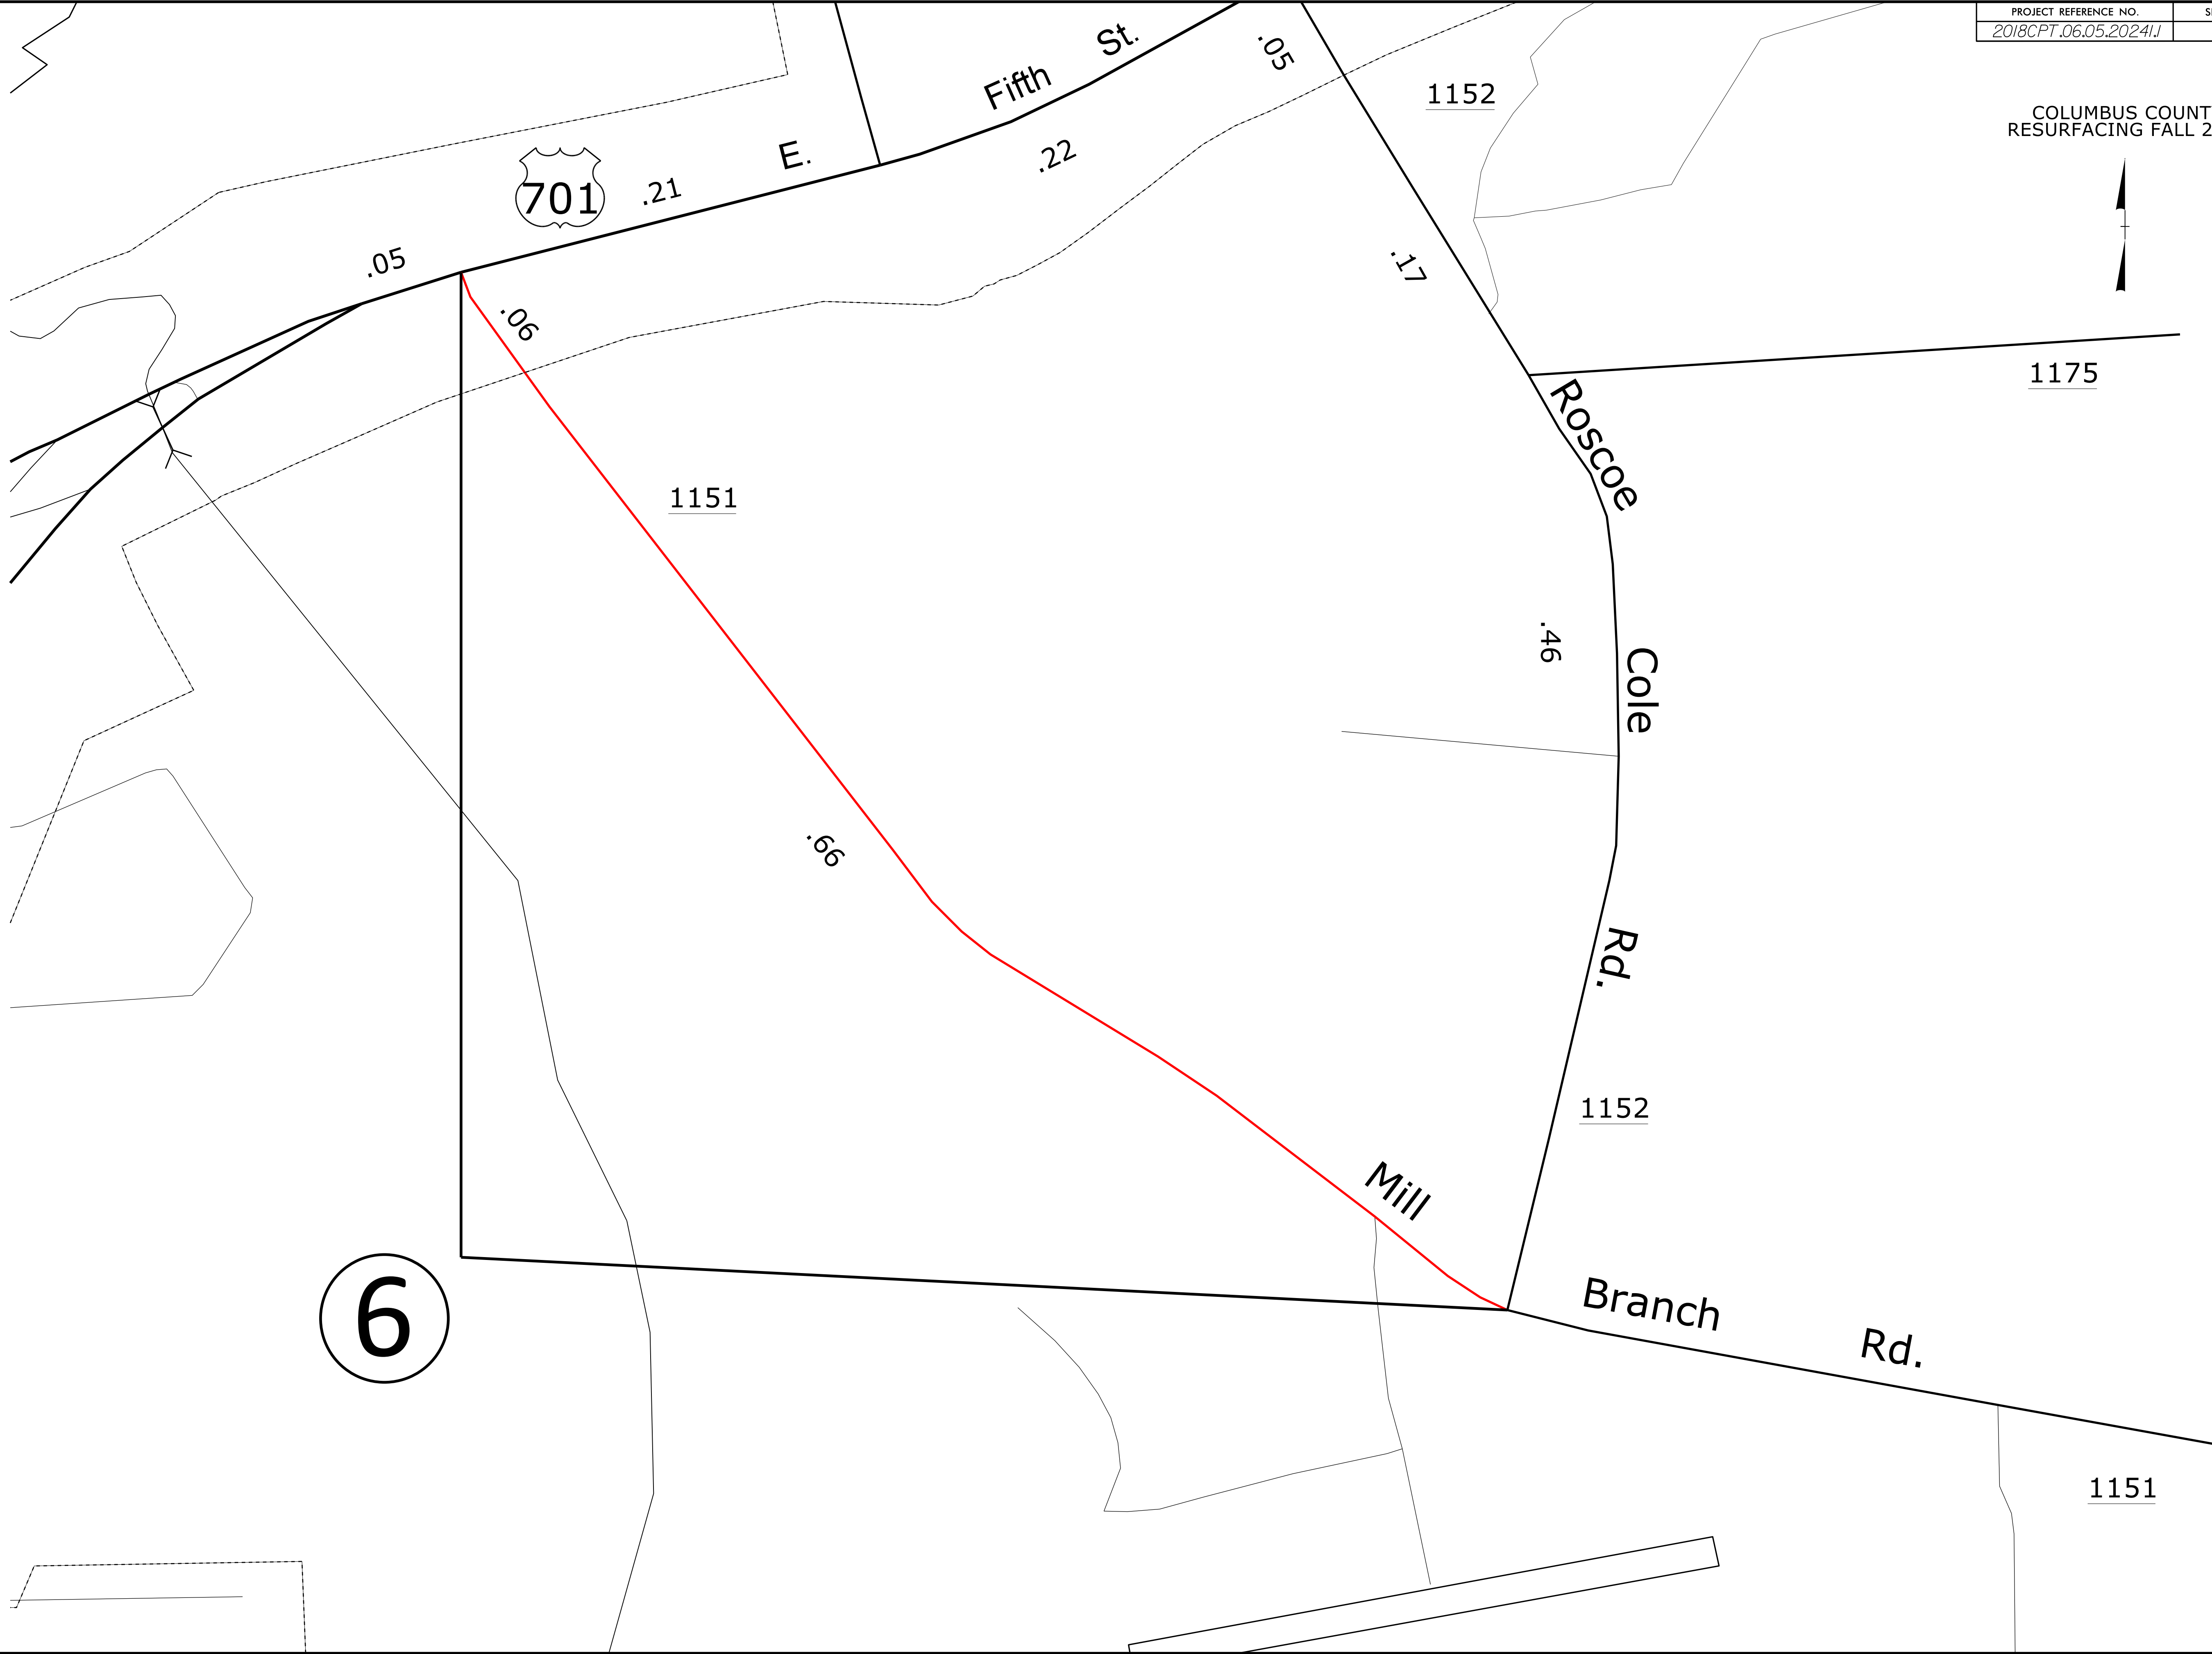 PROJECT REFERENCE NO.
2018CPT.06.05.20241.1
COLUMBUS COUNT
RESURFACING FALL 2
E. Fifth St.
701
.05
.21
.22
.05
1152
.17
1175
.06
1151
Roscoe Cole Rd.
.46
.66
1152
Mill Branch Rd.
6
1151